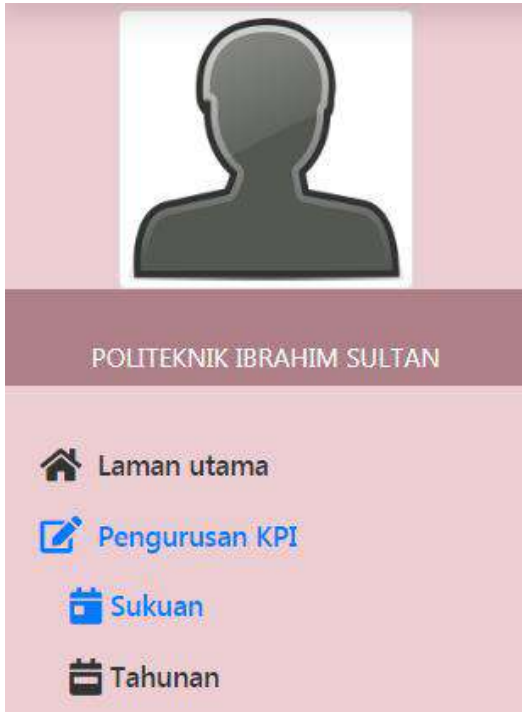 POLITEKNIK IBRAHIM SULTAN
Laman utama
Pengurusan KPI
Sukuan
Tahunan